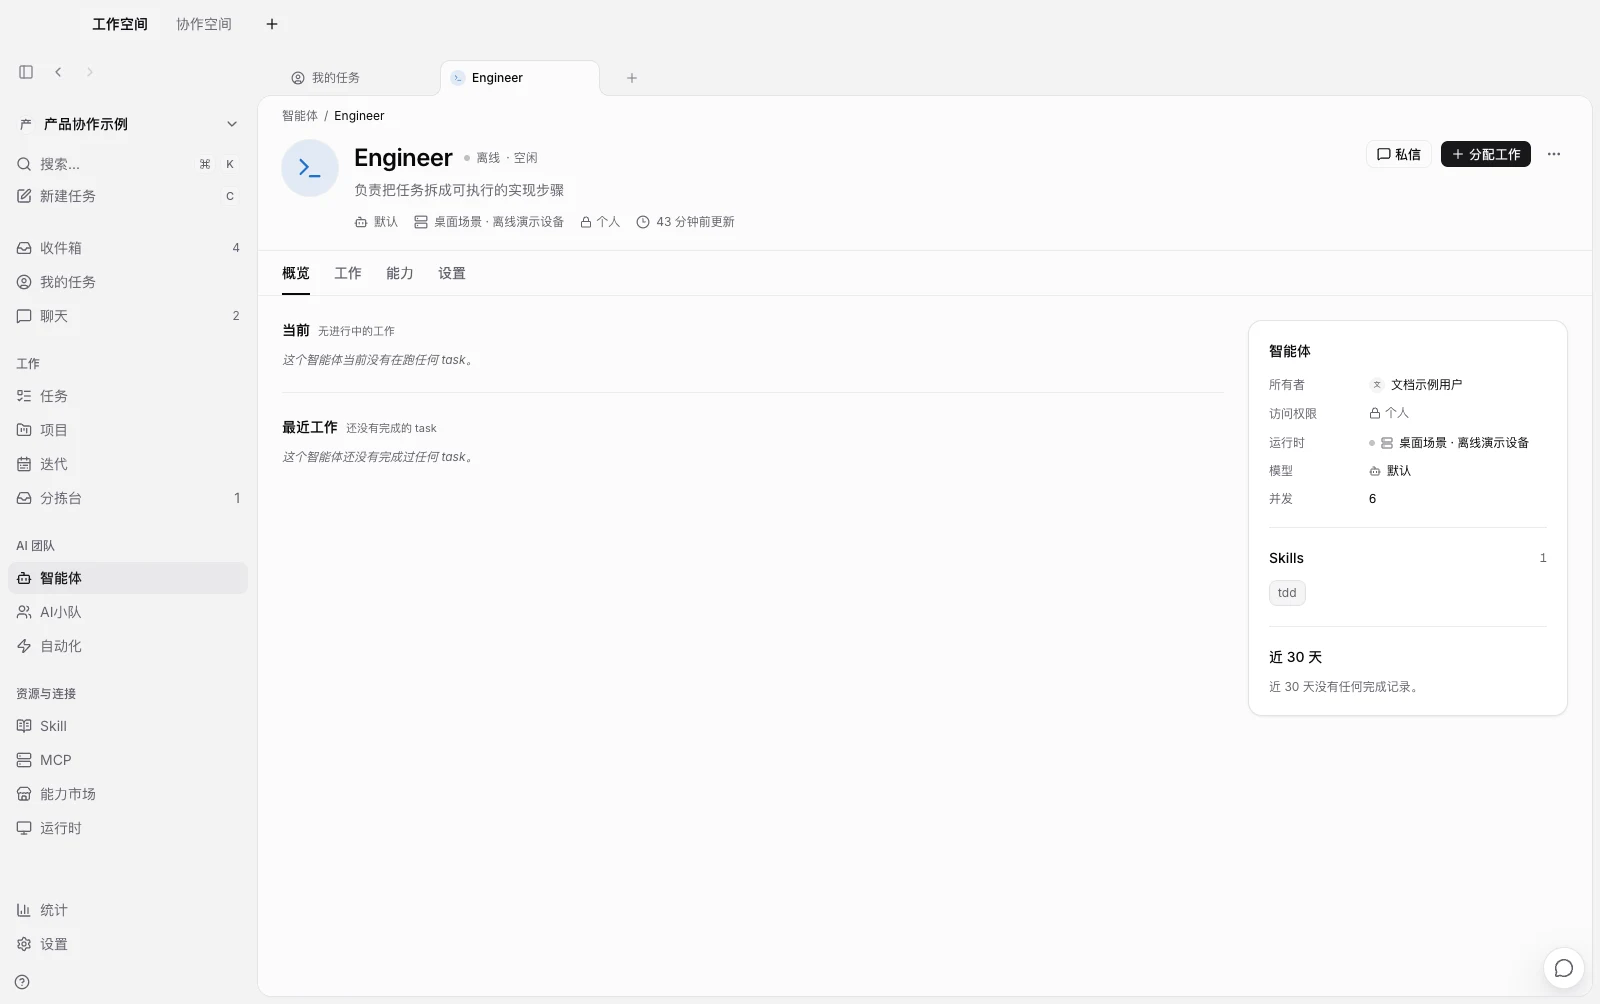 工作空间 协作空间
我的任务 Engineer
产品协作示例
搜索... ⌘ K
新建任务 C
收件箱 4
我的任务
聊天 2
工作
任务
项目
迭代
分拣台 1
AI 团队
智能体
AI小队
自动化
资源与连接
Skill
MCP
能力市场
运行时
统计
设置
智能体 / Engineer
Engineer 离线 · 空闲
私信 分配工作
负责把任务拆成可执行的实现步骤
默认 桌面场景 · 离线演示设备 个人 43 分钟前更新
概览 工作 能力 设置
当前 无进行中的工作
这个智能体当前没有在跑任何 task。
最近工作 还没有完成的 task
这个智能体还没有完成过任何 task。
智能体
所有者 文 文档示例用户
访问权限 个人
运行时 桌面场景 · 离线演示设备
模型 默认
并发 6
Skills 1
tdd
近 30 天
近 30 天没有任何完成记录。